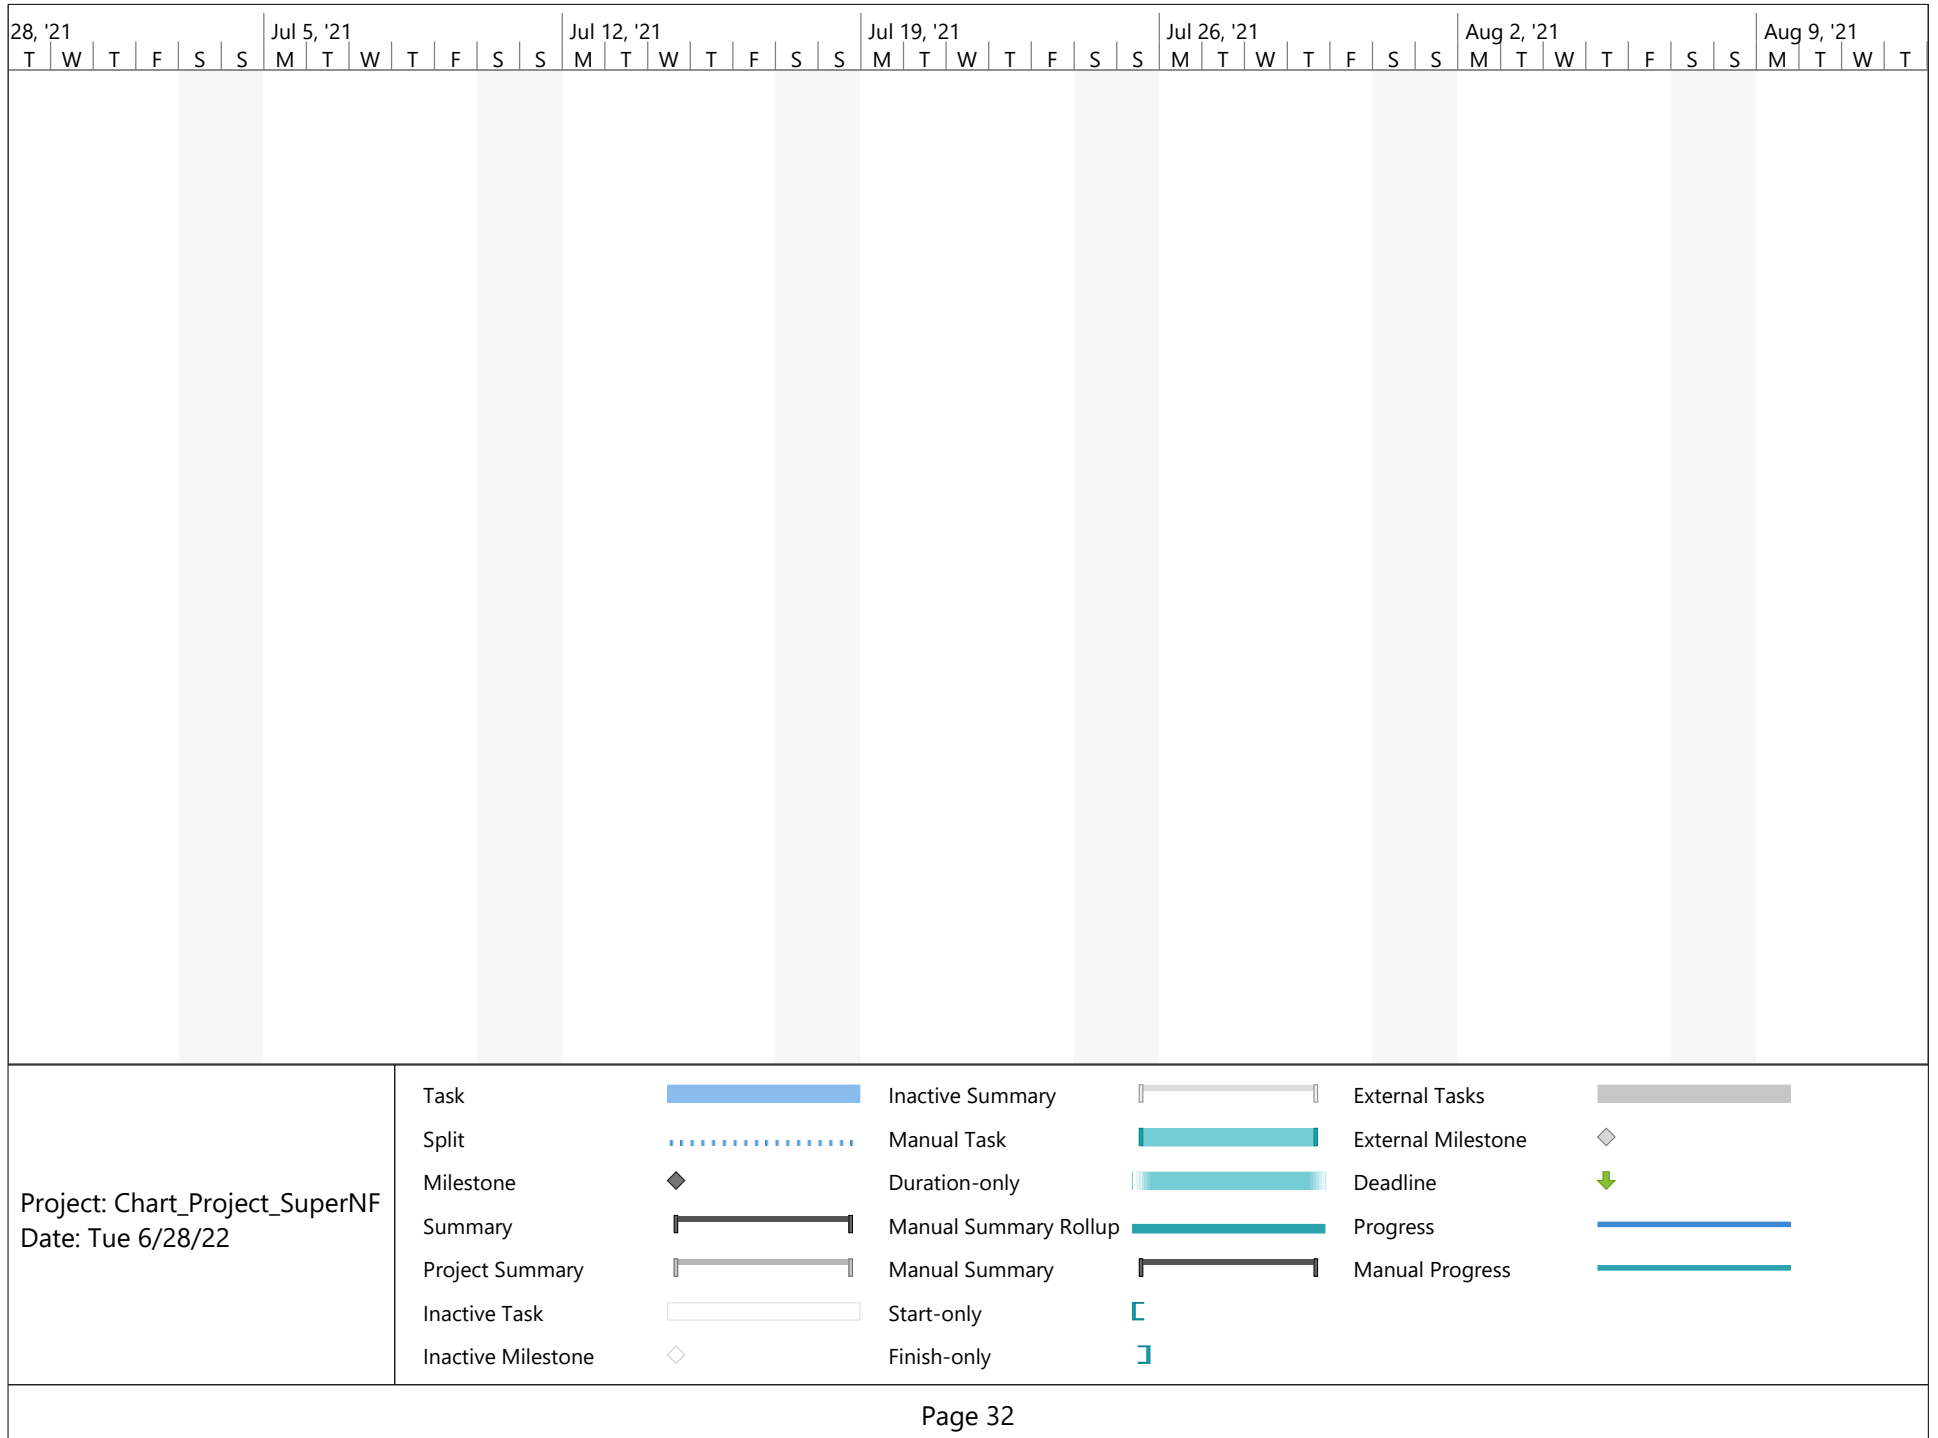 28, '21 Jul 5, '21 Jul 12, '21 Jul 19, '21 Jul 26, '21 Aug 2, '21 Aug 9, '21
T W T F S S M T W T F S S M T W T F S S M T W T F S S M T W T F S S M T W T F S S M T W T
Task Inactive Summary External Tasks
Split Manual Task External Milestone
Milestone Duration-only Deadline
Project: Chart_Project_SuperNF
Date: Tue 6/28/22
Summary Manual Summary Rollup Progress
Project Summary Manual Summary Manual Progress
Inactive Task Start-only
Inactive Milestone Finish-only
Page 32